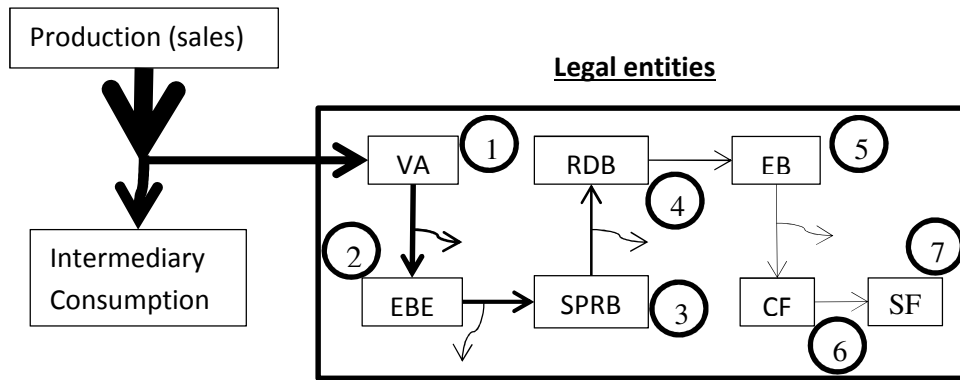 Production (sales)
Legal entities
VA
1
RDB
4
EB
5
Intermediary
Consumption
2
EBE
SPRB
3
CF
6
SF
7